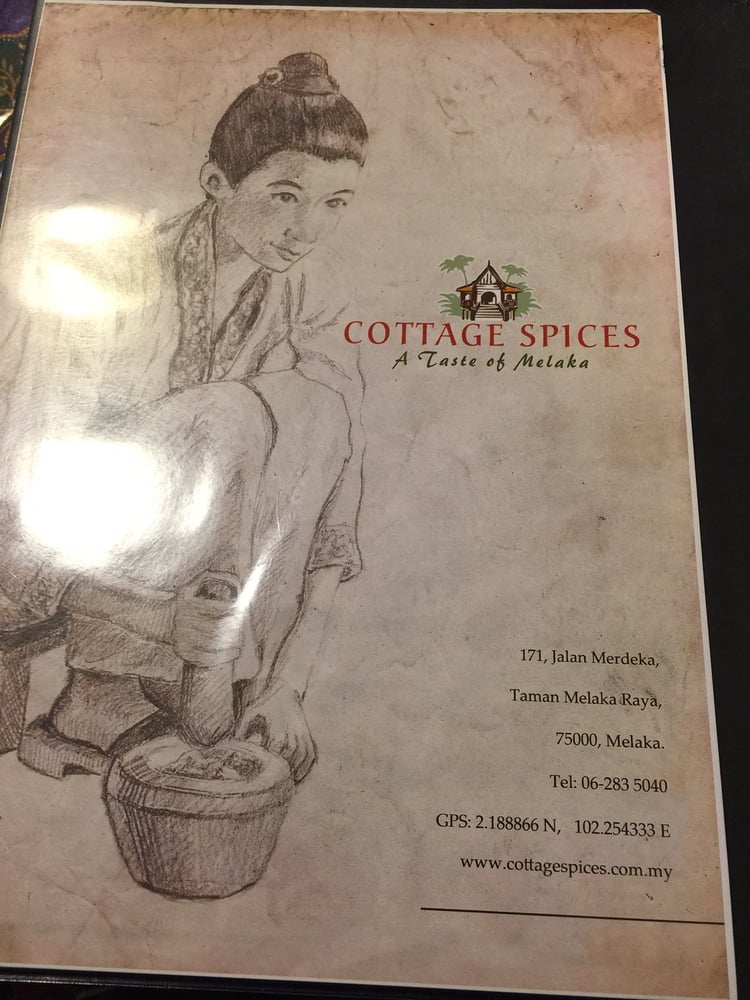 COTTAGE SPICES
A Taste of Melaka
171, Jalan Merdeka,
Taman Melaka Raya,
75000, Melaka.
Tel: 06-283 5040
GPS: 2.188866 N,   102.254333 E
www.cottagespices.com.my